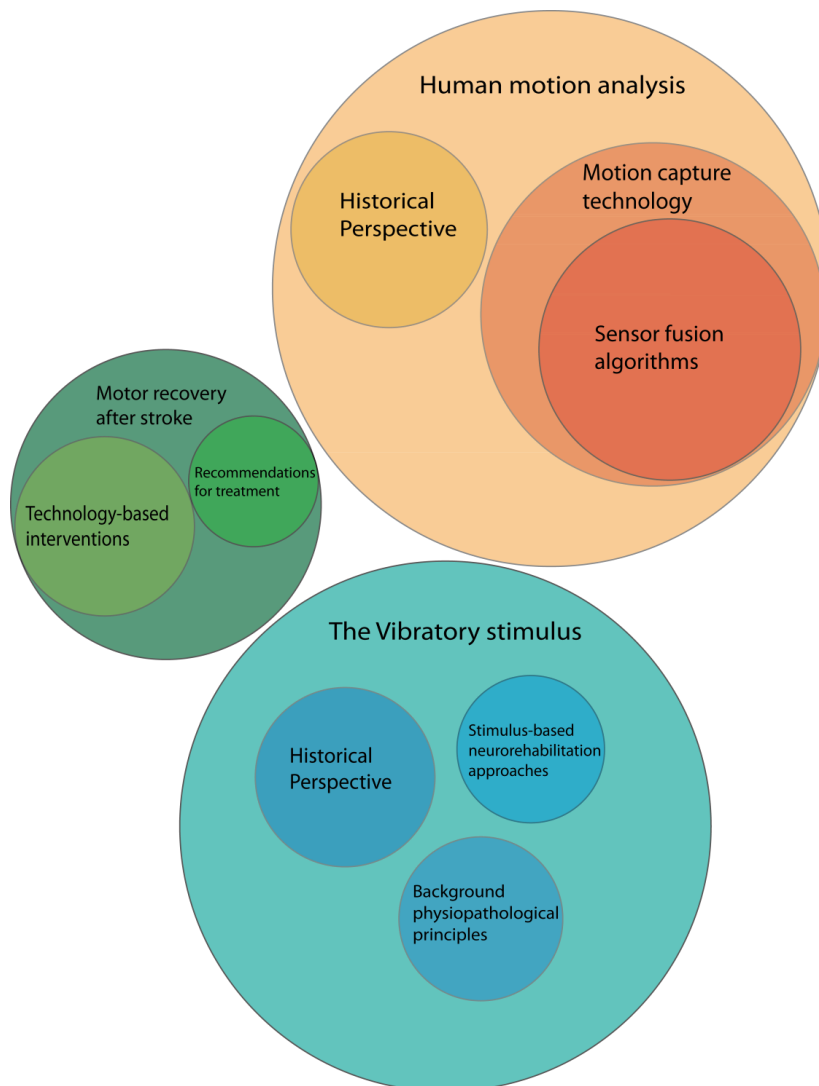 Human motion analysis
Historical
Perspective
Motion capture
technology
Sensor fusion
algorithms
Motor recovery
after stroke
Recommendations
for treatment
Technology-based
interventions
The Vibratory stimulus
Historical
Perspective
Stimulus-based
neurorehabilitation
approaches
Background
physiopathological
principles